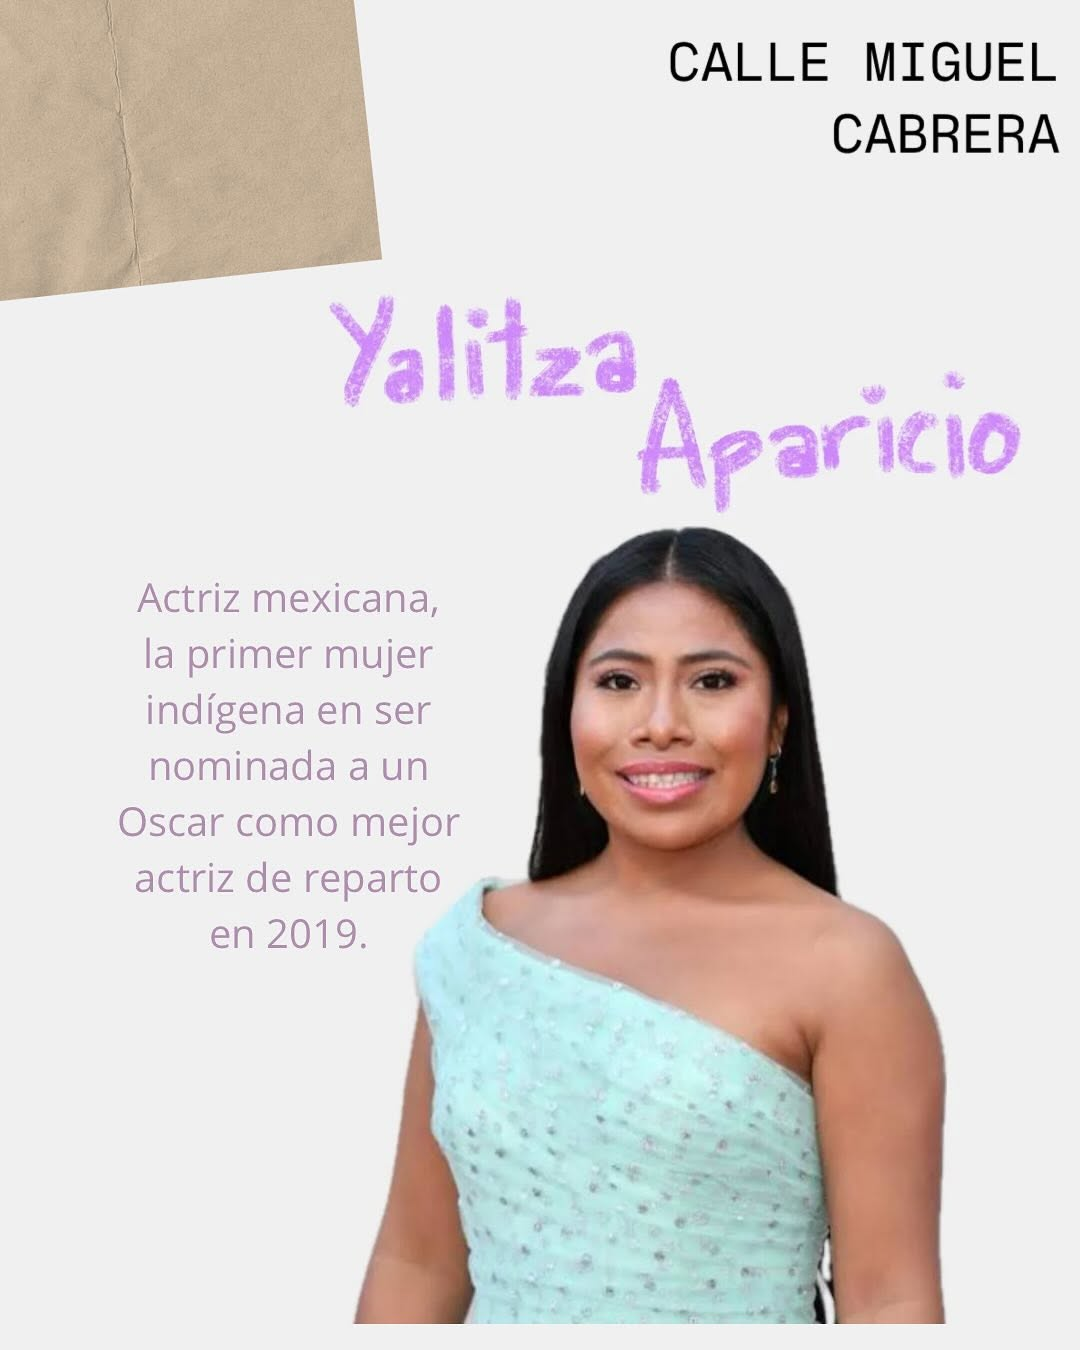 CALLE MIGUEL
CABRERA
Yalitza
Aparicio
Actriz mexicana,
la primer mujer
indígena en ser
nominada a un
Oscar como mejor
actriz de reparto
en 2019.